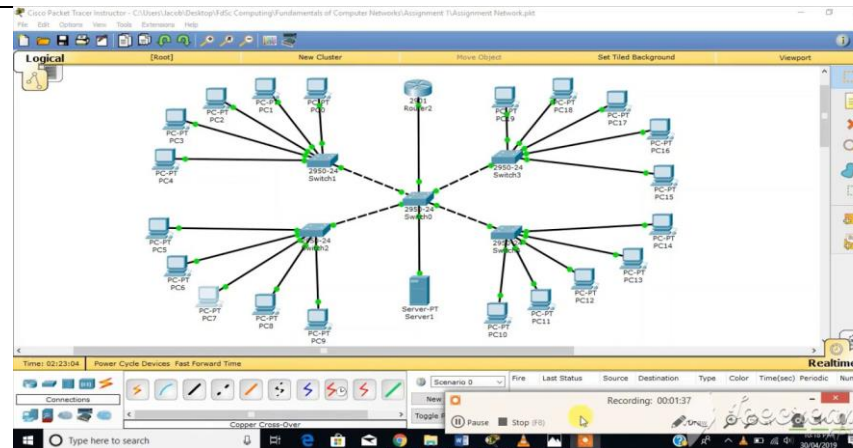 Cisco Packet Tracer Instructor - C:\Users\Jacob\Desktop\FdSc Computing\Fundamentals of Computer Networks\Assignment 1\Assignment Network.pkt
File Edit Options View Tools Extensions Help
Logical [Root] New Cluster Move Object Set Tiled Background Viewport
PC-PT
PC0
PC-PT
PC1
PC-PT
PC2
PC-PT
PC3
PC-PT
PC4
2950-24
Switch1
Router2
PC-PT
PC-PT
PC18
PC-PT
PC17
PC-PT
PC16
PC-PT
PC15
2950-24
Switch3
PC-PT
PC5
PC-PT
PC6
PC-PT
PC7
PC-PT
PC8
PC-PT
PC9
Server-PT
Server1
PC-PT
PC14
PC-PT
PC13
PC-PT
PC12
PC-PT
PC11
PC-PT
PC10
Time: 02:23:04 Power Cycle Devices Fast Forward Time Realtime
Connections
Copper Cross-Over
Scenario 0
New
Fire Last Status Source Destination Type Color Time(sec) Periodic
Recording: 00:01:37
Pause Stop (F6)
Type here to search
30/04/2019